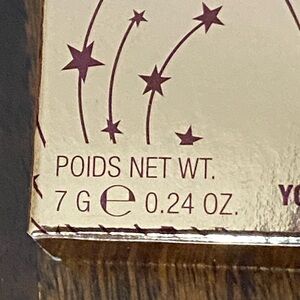 POIDS NET WT.
7 G ℮ 0.24 OZ.